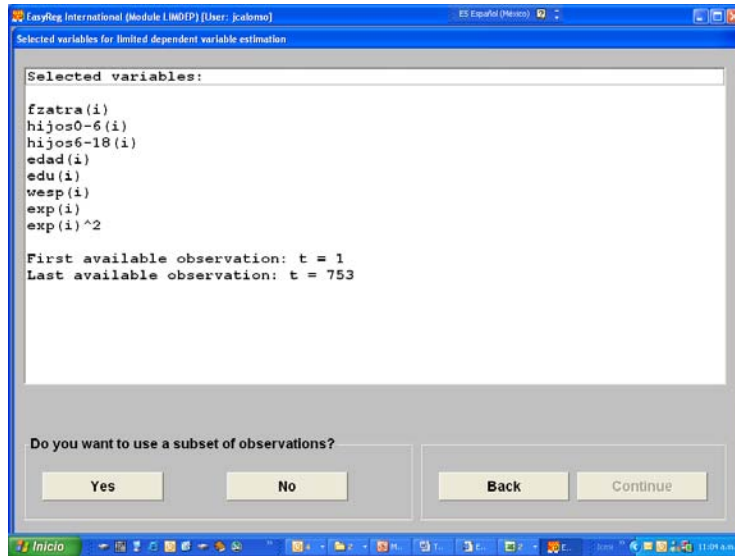 EasyReg International (Module LIMDEP) [User: jcalonso]
ES Español (México)
Selected variables for limited dependent variable estimation
Selected variables:
fzatra(i)
hijos0-6(i)
hijos6-18(i)
edad(i)
edu(i)
wesp(i)
exp(i)
exp(i)^2
First available observation: t = 1
Last available observation: t = 753
Do you want to use a subset of observations?
Yes
No
Back
Continue
Inicio
11:04 a.m.